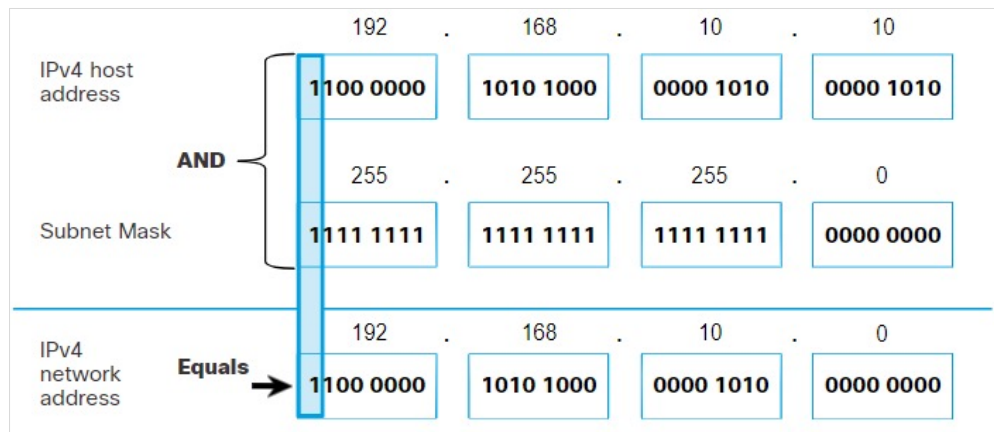 192 . 168 . 10 . 10
IPv4 host
address
1100 0000 1010 1000 0000 1010 0000 1010
AND
255 . 255 . 255 . 0
Subnet Mask
1111 1111 1111 1111 1111 1111 0000 0000
192 . 168 . 10 . 0
IPv4
network
address
Equals
1100 0000 1010 1000 0000 1010 0000 0000